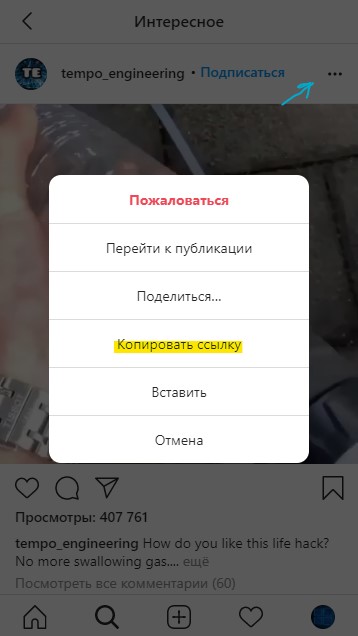 Интересное
TE
tempo_engineering • Подписаться
Пожаловаться
Перейти к публикации
Поделиться...
Копировать ссылку
Вставить
Отмена
Просмотры: 407 761
tempo_engineering How do you like this life hack?
No more swallowing gas.... ещё
Посмотреть все комментарии (60)